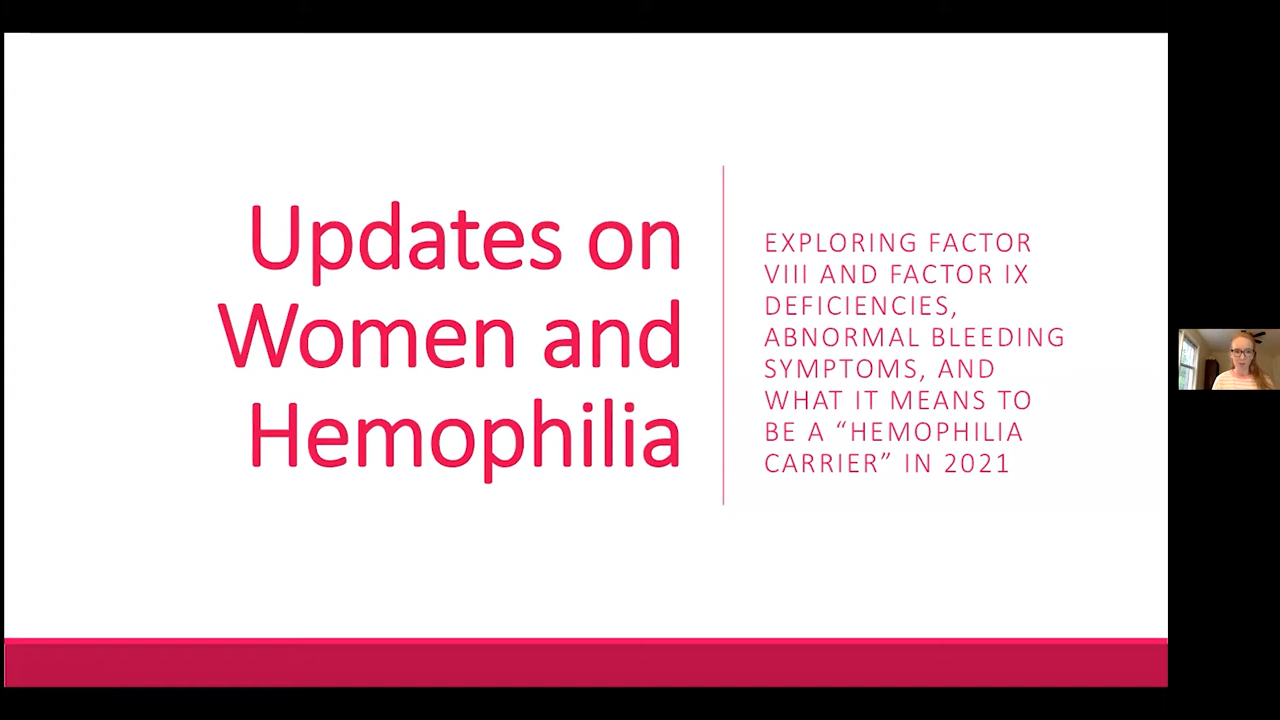 Updates on
Women and
Hemophilia
EXPLORING FACTOR
VIII AND FACTOR IX
DEFICIENCIES,
ABNORMAL BLEEDING
SYMPTOMS, AND
WHAT IT MEANS TO
BE A “HEMOPHILIA
CARRIER” IN 2021